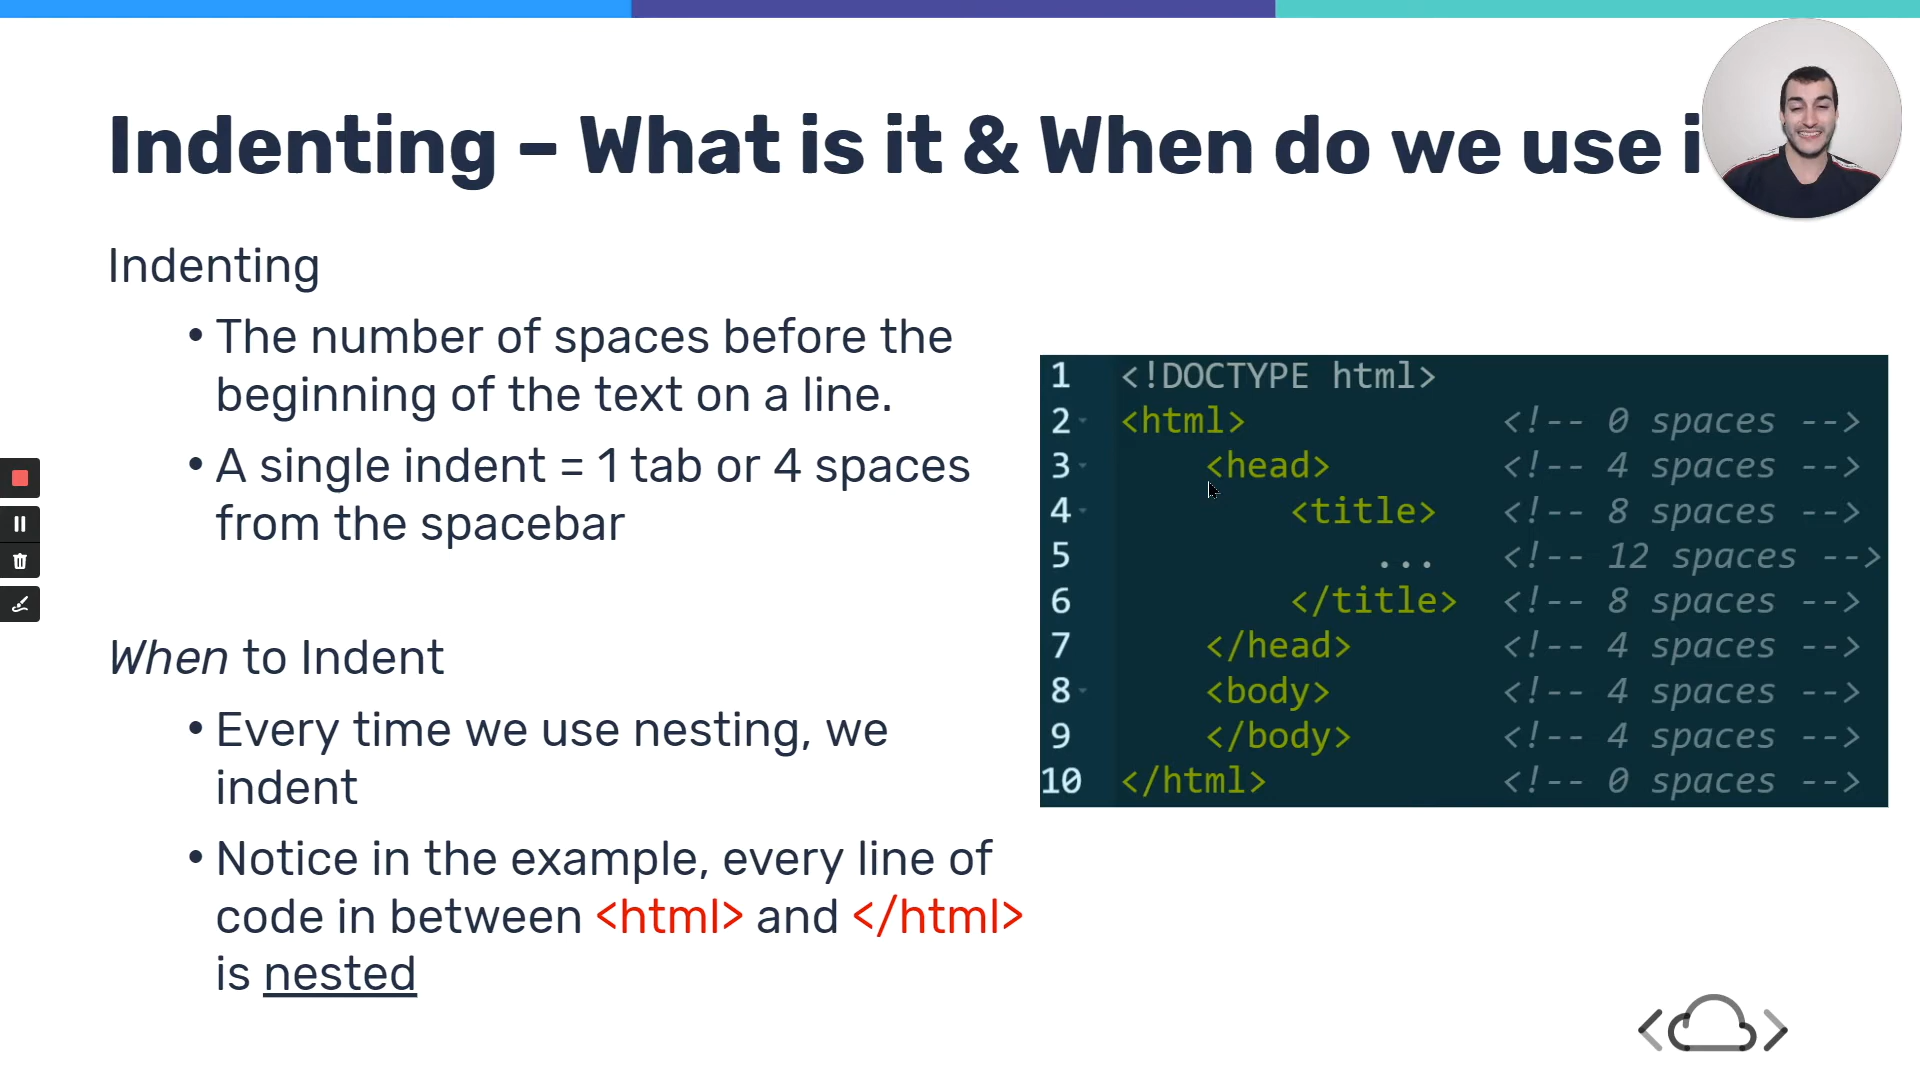 Indenting – What is it & When do we use i
Indenting
• The number of spaces before the
beginning of the text on a line.
• A single indent = 1 tab or 4 spaces
from the spacebar
When to Indent
• Every time we use nesting, we
indent
• Notice in the example, every line of
code in between <html> and </html>
is nested
1 <!DOCTYPE html>
2 <html> <!-- 0 spaces -->
3 <head> <!-- 4 spaces -->
4 <title> <!-- 8 spaces -->
5 ... <!-- 12 spaces -->
6 </title> <!-- 8 spaces -->
7 </head> <!-- 4 spaces -->
8 <body> <!-- 4 spaces -->
9 </body> <!-- 4 spaces -->
10 </html> <!-- 0 spaces -->